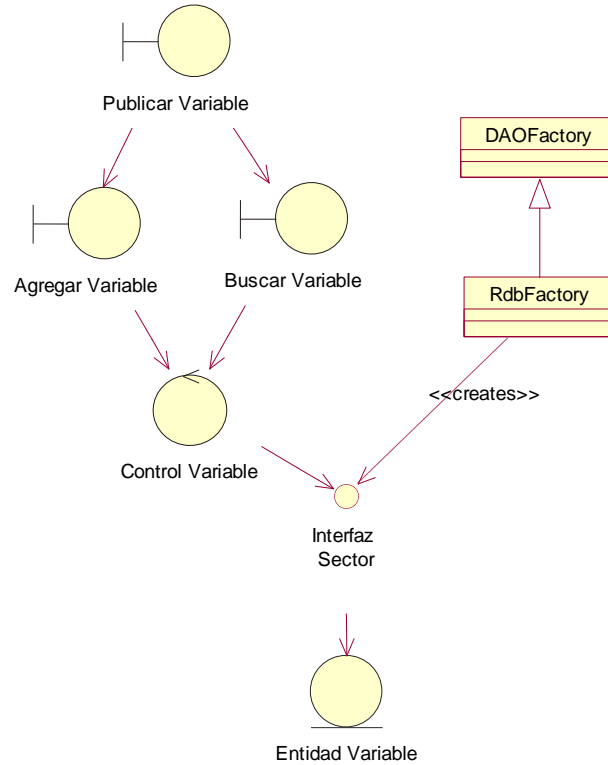 Publicar Variable
DAOFactory
Agregar Variable
Buscar Variable
RdbFactory
<<creates>>
Control Variable
Interfaz
Sector
Entidad Variable